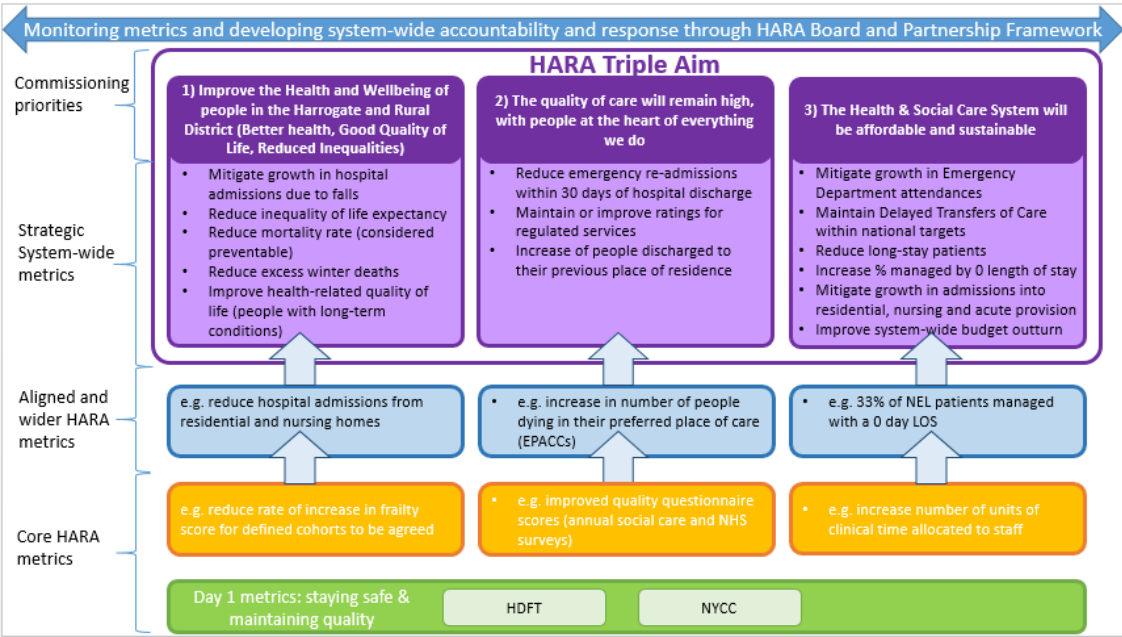 Monitoring metrics and developing system-wide accountability and response through HARA Board and Partnership Framework
HARA Triple Aim
Commissioning
priorities
1) Improve the Health and Wellbeing of
people in the Harrogate and Rural
District (Better health, Good Quality of
Life, Reduced Inequalities)
2) The quality of care will remain high,
with people at the heart of everything
we do
3) The Health & Social Care System will
be affordable and sustainable
Strategic
System-wide
metrics
• Mitigate growth in hospital
admissions due to falls
• Reduce inequality of life expectancy
• Reduce mortality rate (considered
preventable)
• Reduce excess winter deaths
• Improve health-related quality of
life (people with long-term
conditions)
• Reduce emergency re-admissions
within 30 days of hospital discharge
• Maintain or improve ratings for
regulated services
• Increase of people discharged to
their previous place of residence
• Mitigate growth in Emergency
Department attendances
• Maintain Delayed Transfers of Care
within national targets
• Reduce long-stay patients
• Increase % managed by 0 length of stay
• Mitigate growth in admissions into
residential, nursing and acute provision
• Improve system-wide budget outturn
Aligned and
wider HARA
metrics
e.g. reduce hospital admissions from
residential and nursing homes
• e.g. increase in number of people
dying in their preferred place of care
(EPACCs)
• e.g. 33% of NEL patients managed
with a 0 day LOS
Core HARA
metrics
e.g. reduce rate of increase in frailty
score for defined cohorts to be agreed
• e.g. improved quality questionnaire
scores (annual social care and NHS
surveys)
• e.g. increase number of units of
clinical time allocated to staff
Day 1 metrics: staying safe &
maintaining quality
HDFT
NYCC